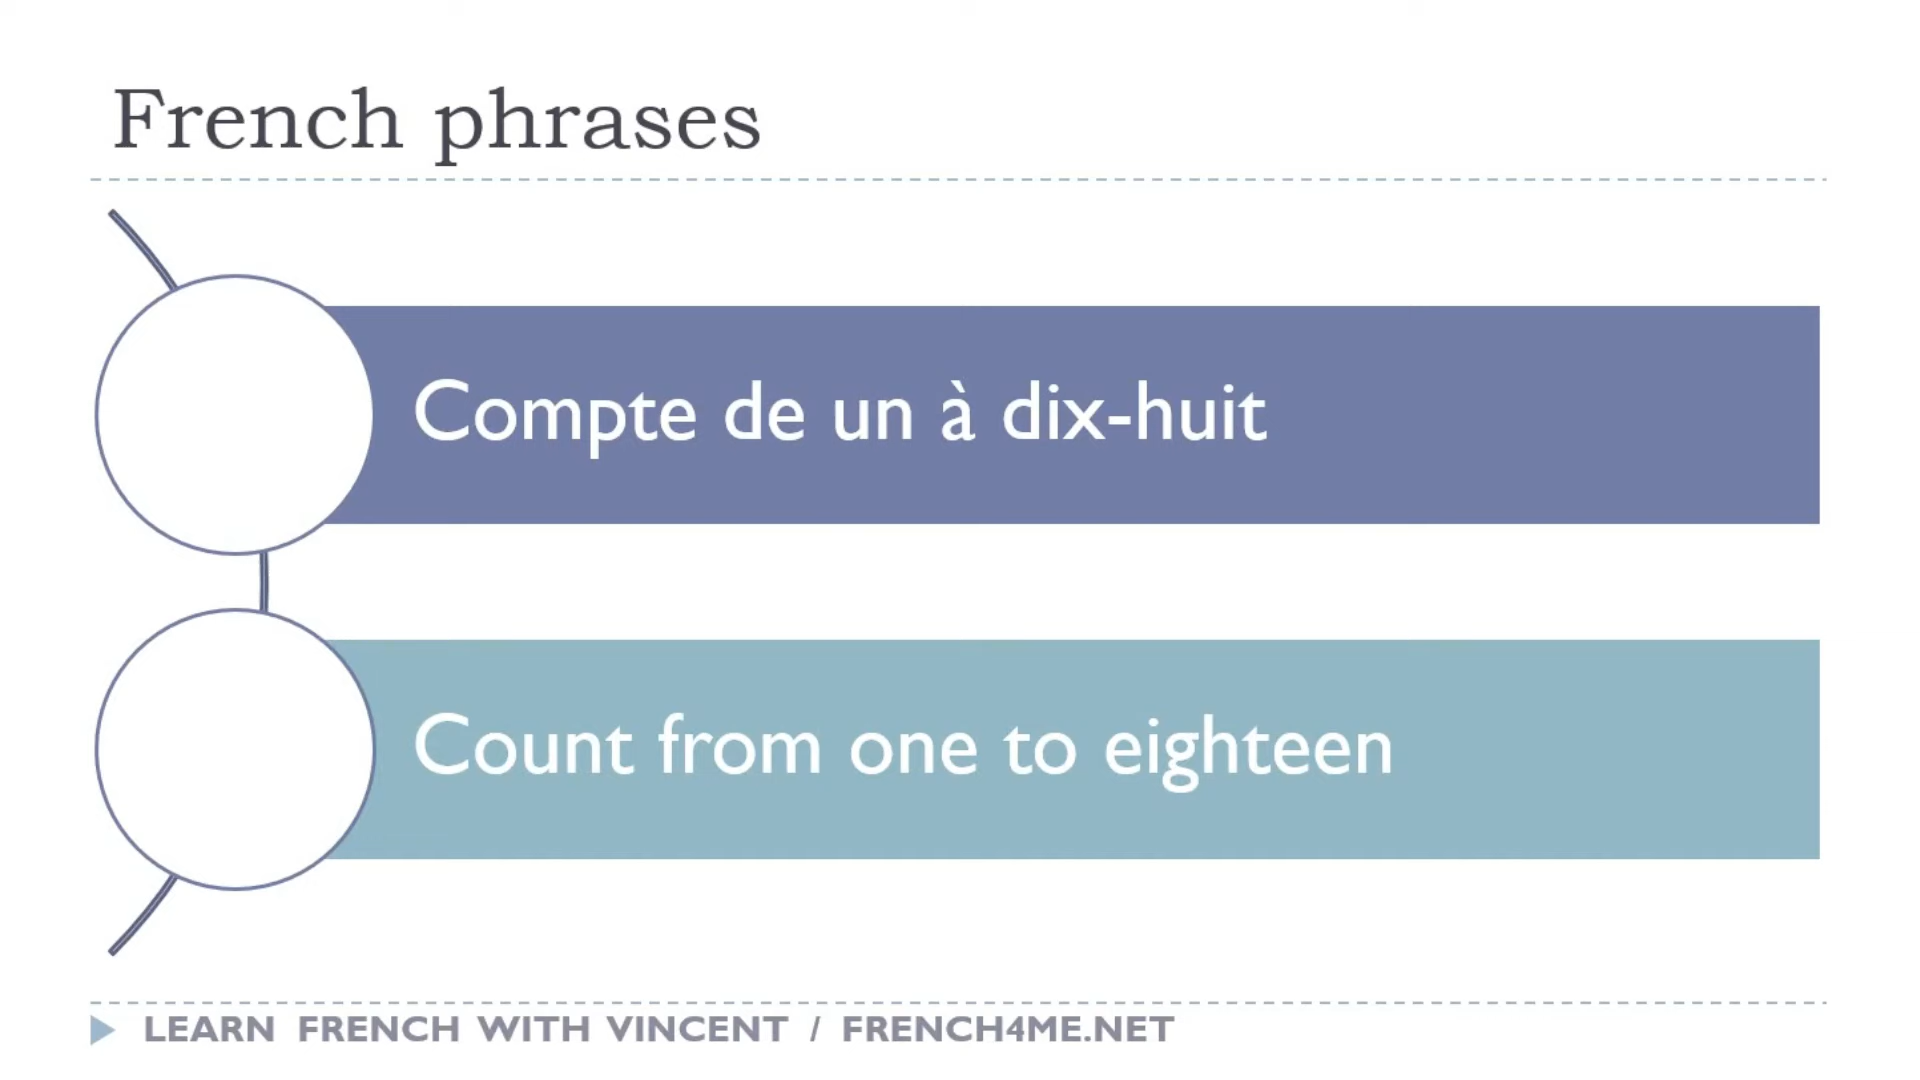 French phrases
Compte de un à dix-huit
Count from one to eighteen
LEARN FRENCH WITH VINCENT / FRENCH4ME.NET